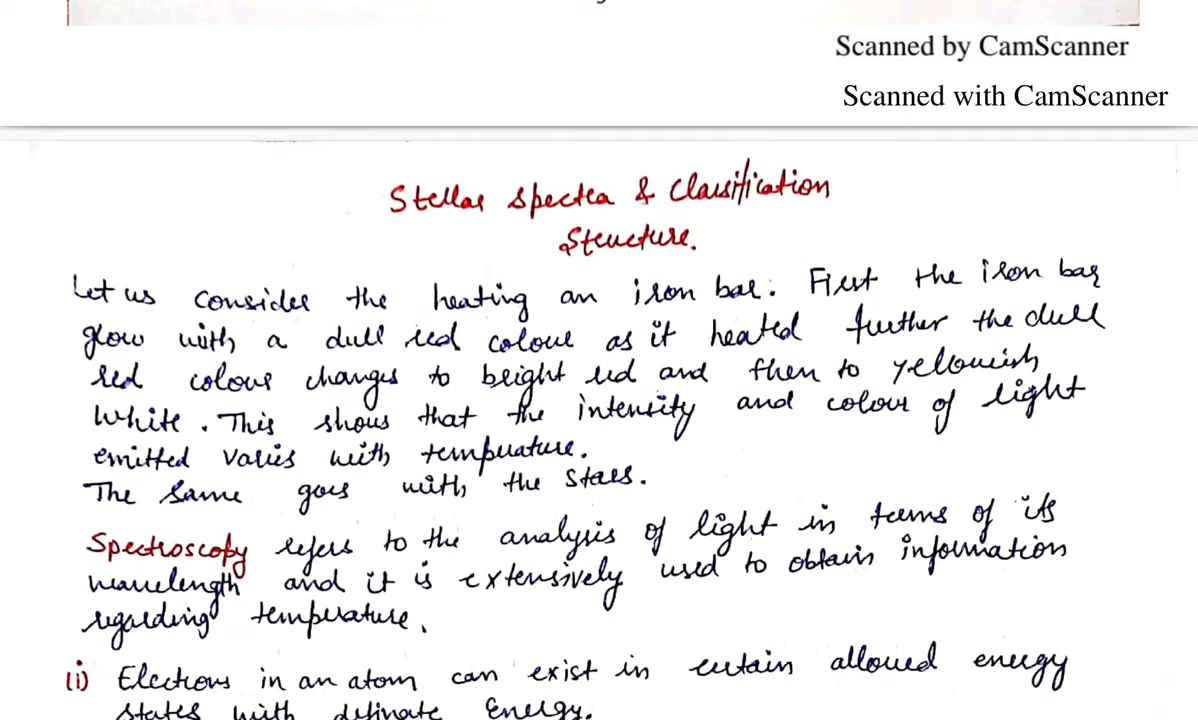 Scanned by CamScanner
Scanned with CamScanner
Stellar Spectra & Classification
Structure.
Let us consider the heating an iron bar. First the iron bar
glow with a dull red colour as it heated further the dull
red colour changes to bright red and then to yellowish
white. This shows that the intensity and colour of light
emitted varies with temperature.
The same goes with the stars.
Spectroscopy refers to the analysis of light in terms of its
wavelength and it is extensively used to obtain information
regarding temperature.
(i) Electrons in an atom can exist in certain allowed energy
states with definate Energy.